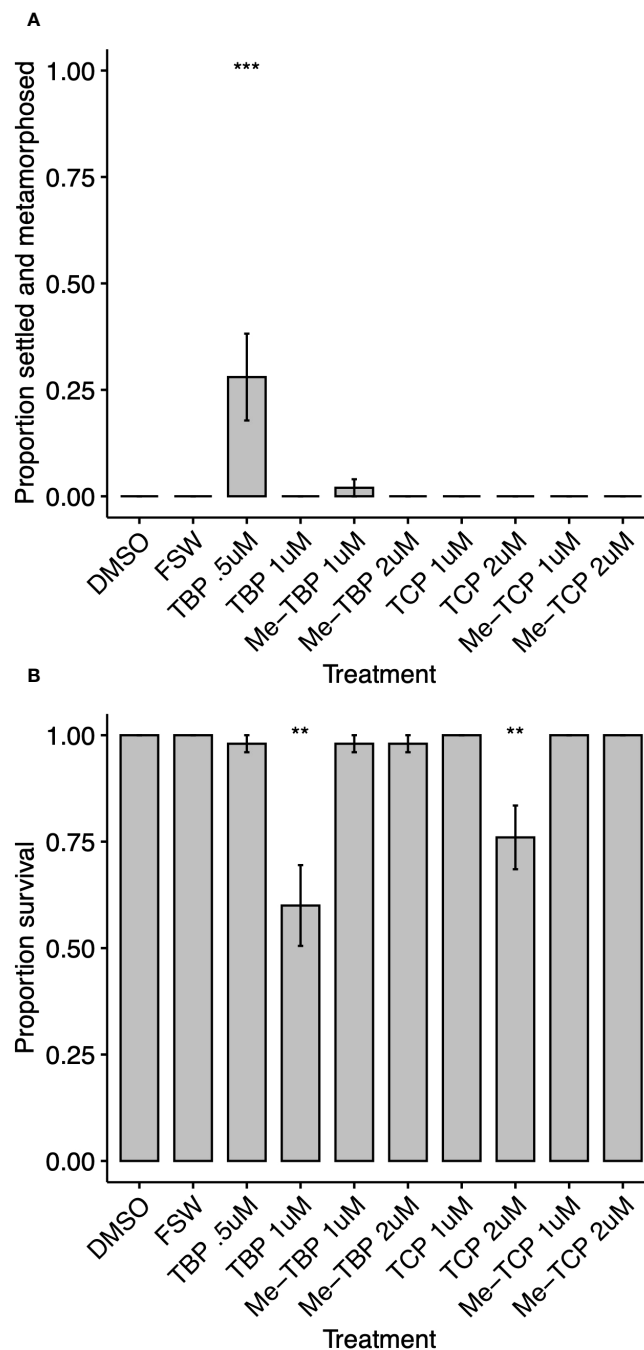 A
Proportion settled and metamorphosed
1.00
***
0.75
0.50
0.25
0.00
DMSO
FSW
TBP .5uM
TBP 1uM
Me−TBP 1uM
Me−TBP 2uM
TCP 1uM
TCP 2uM
Me−TCP 1uM
Me−TCP 2uM
Treatment
B
Proportion survival
1.00
**
**
0.75
0.50
0.25
0.00
DMSO
FSW
TBP .5uM
TBP 1uM
Me−TBP 1uM
Me−TBP 2uM
TCP 1uM
TCP 2uM
Me−TCP 1uM
Me−TCP 2uM
Treatment